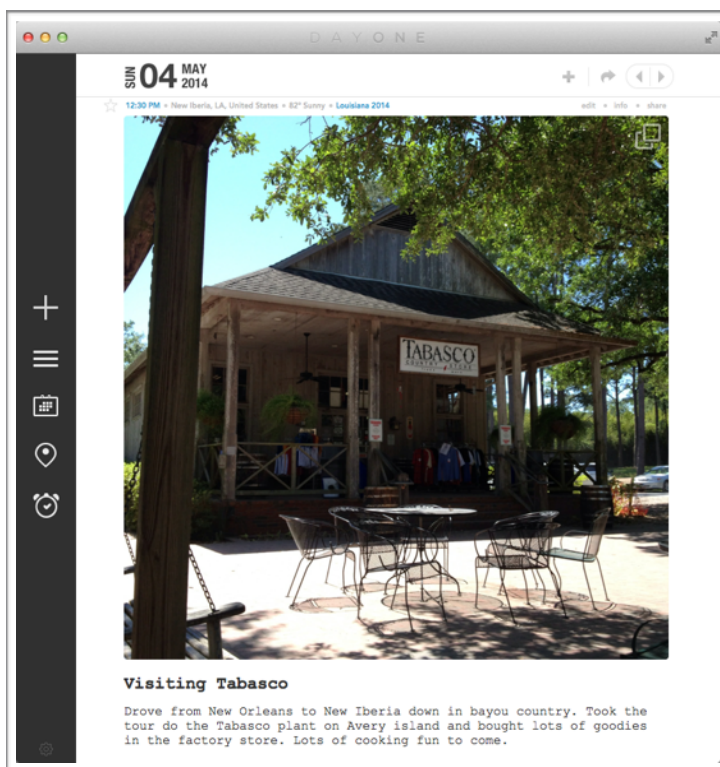 DAYONE
SUN 04 MAY 2014
12:30 PM • New Iberia, LA, United States • 82° Sunny • Louisiana 2014
edit • info • share
TABASCO
COUNTRY STORE
Visiting Tabasco
Drove from New Orleans to New Iberia down in bayou country. Took the
tour do the Tabasco plant on Avery island and bought lots of goodies
in the factory store. Lots of cooking fun to come.